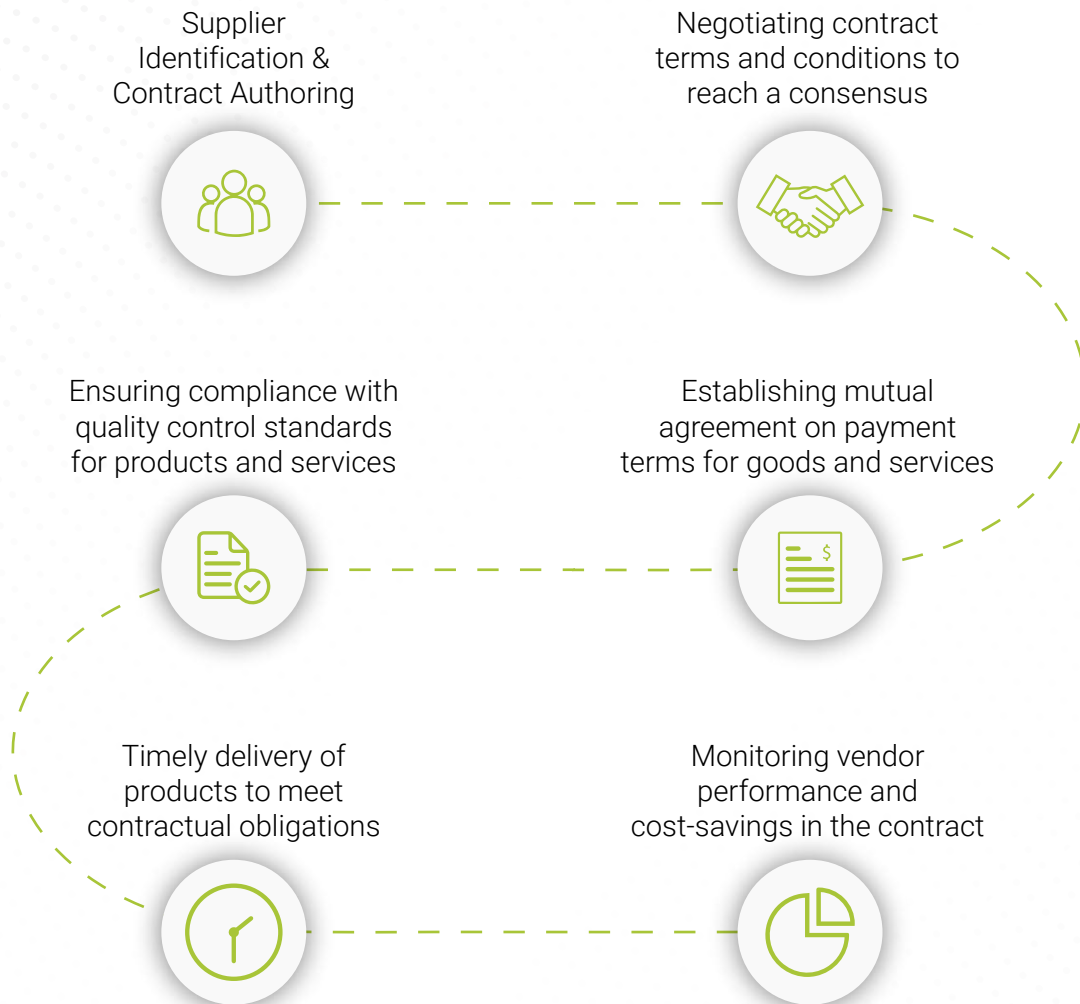 Supplier
Identification &
Contract Authoring
Negotiating contract
terms and conditions to
reach a consensus
Establishing mutual
agreement on payment
terms for goods and services
$
Ensuring compliance with
quality control standards
for products and services
Timely delivery of
products to meet
contractual obligations
Monitoring vendor
performance and
cost-savings in the contract